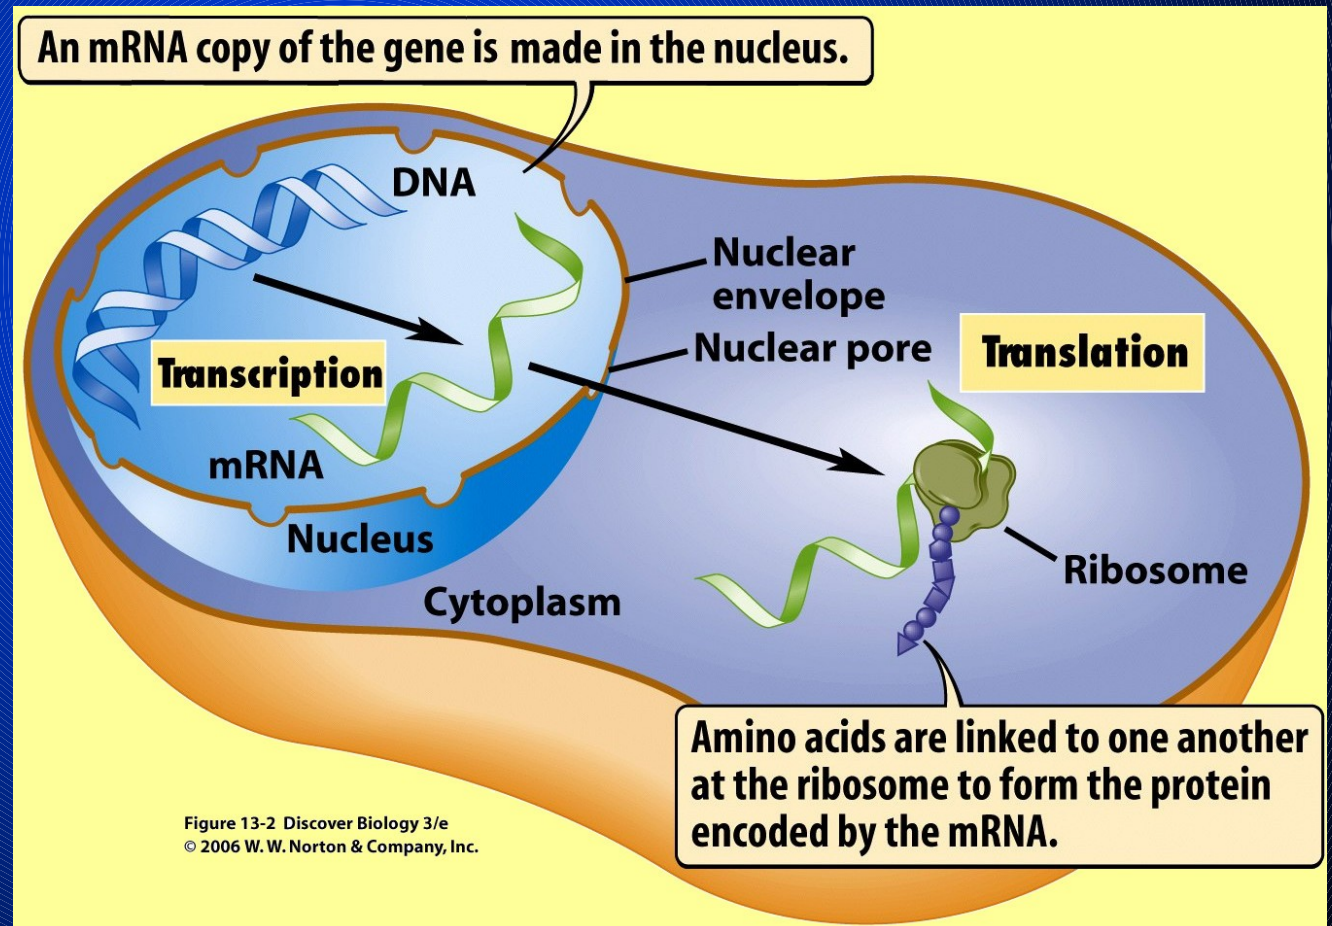 An mRNA copy of the gene is made in the nucleus.
DNA
Nuclear
envelope
Nuclear pore
Translation
Transcription
mRNA
Nucleus
Ribosome
Cytoplasm
Amino acids are linked to one another
at the ribosome to form the protein
encoded by the mRNA.
Figure 13-2 Discover Biology 3/e
© 2006 W. W. Norton & Company, Inc.